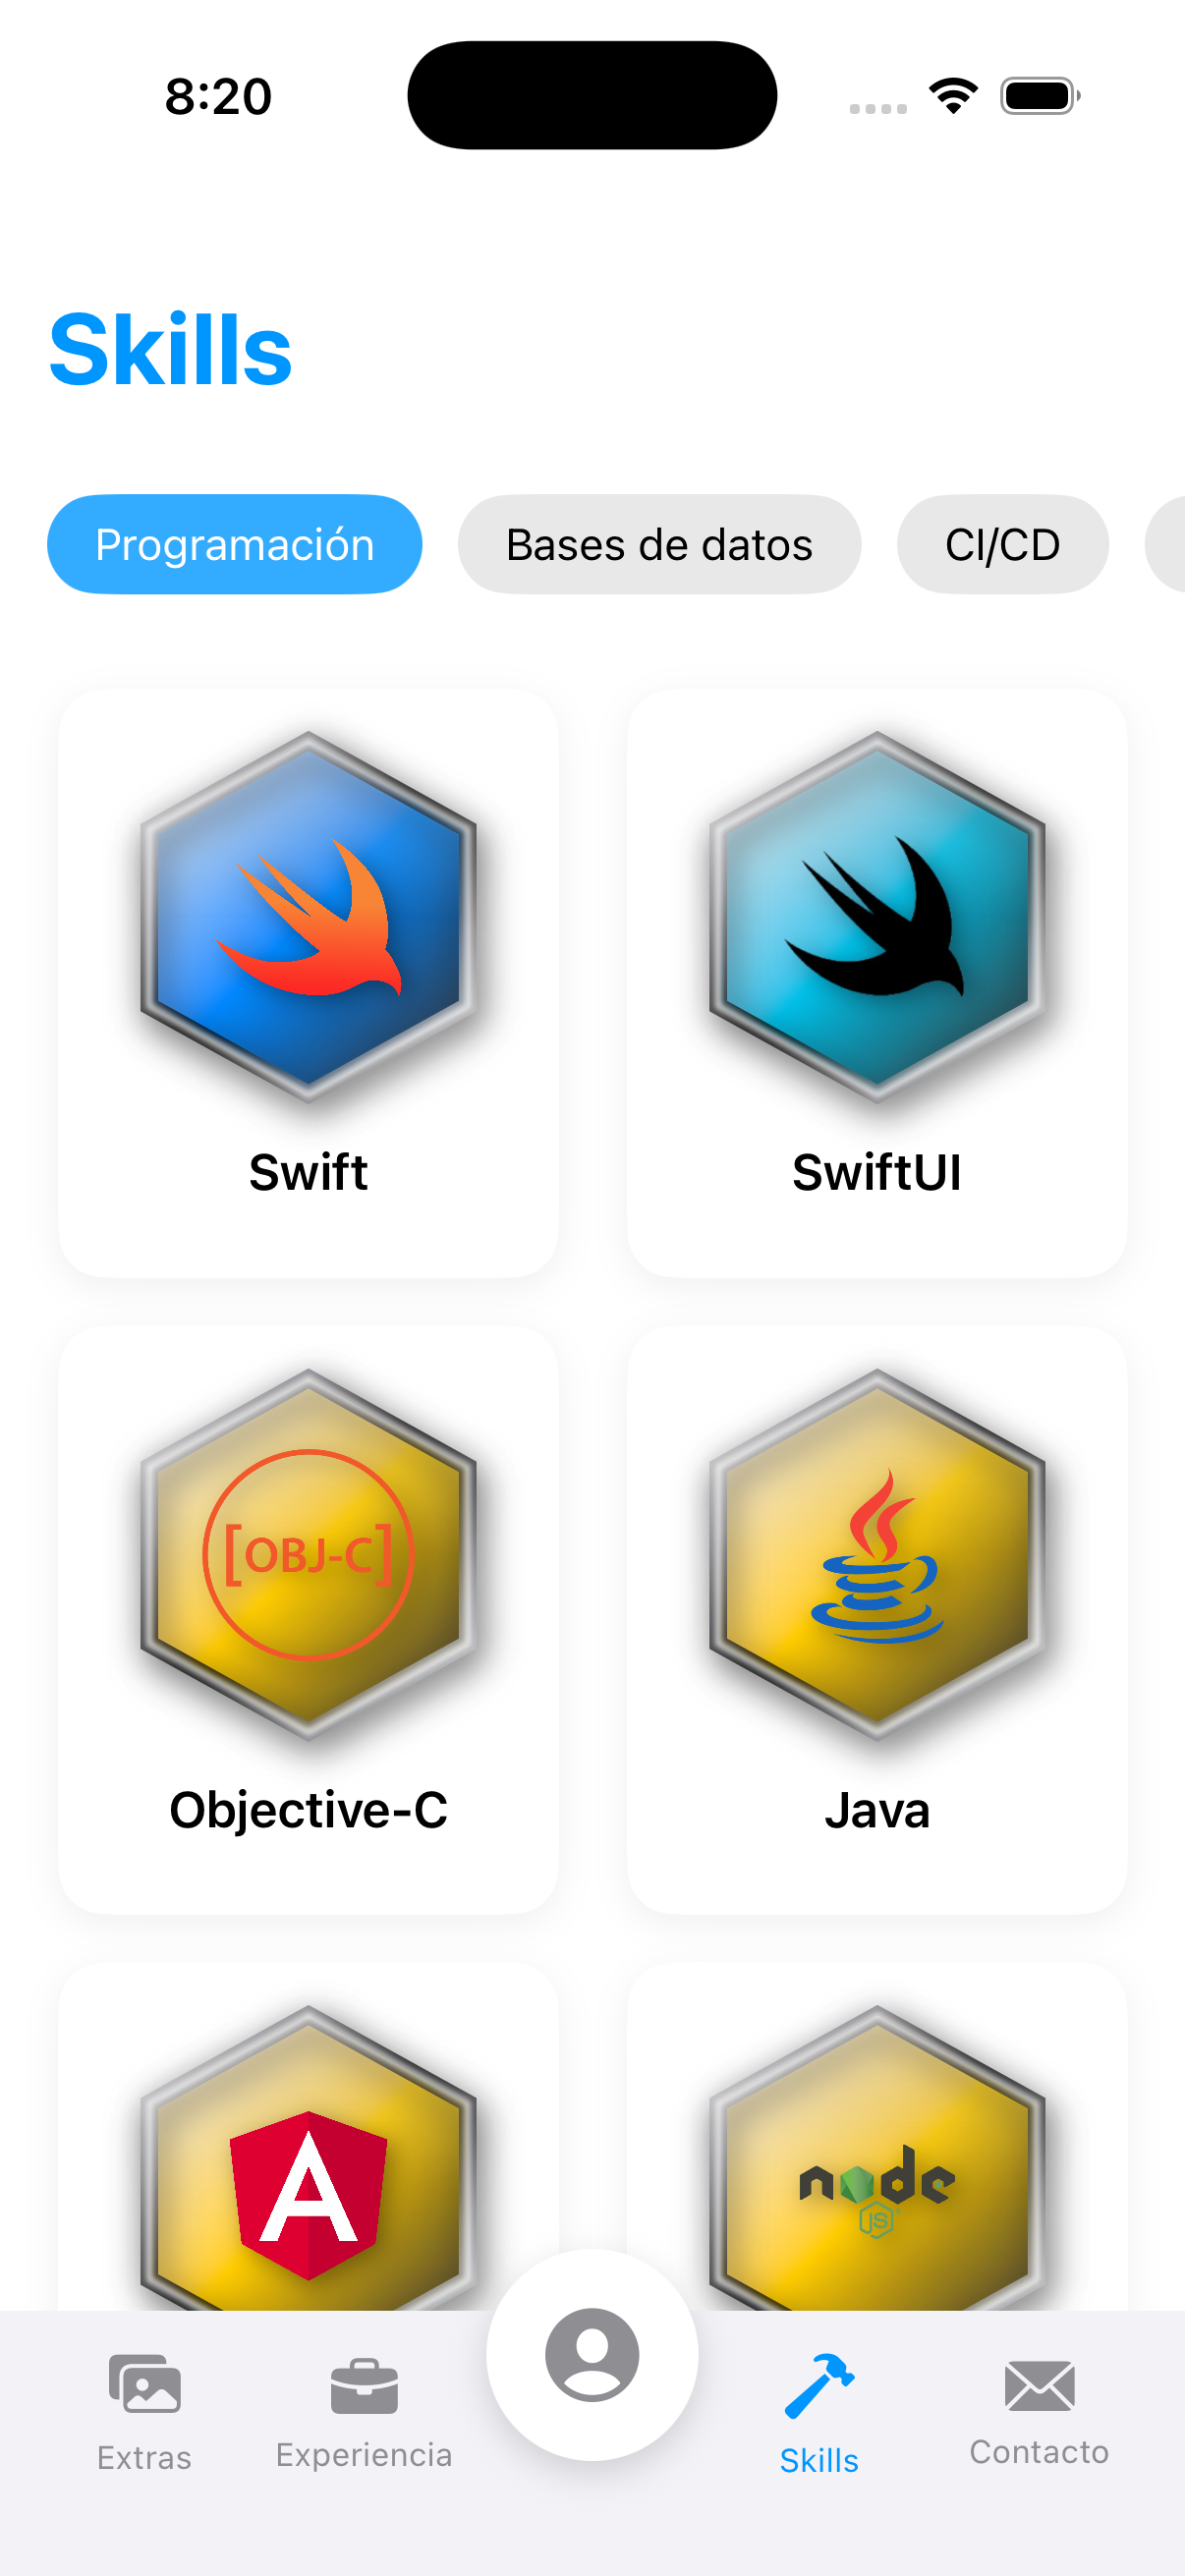 8:20
Skills
Programación
Bases de datos
CI/CD
Swift
SwiftUI
[OBJ-C]
Objective-C
Java
A
node
JS
Extras
Experiencia
Skills
Contacto